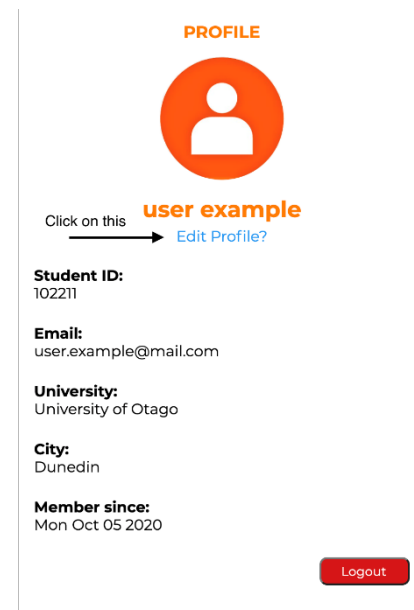 PROFILE
user example
Click on this
Edit Profile?
Student ID:
102211
Email:
user.example@mail.com
University:
University of Otago
City:
Dunedin
Member since:
Mon Oct 05 2020
Logout